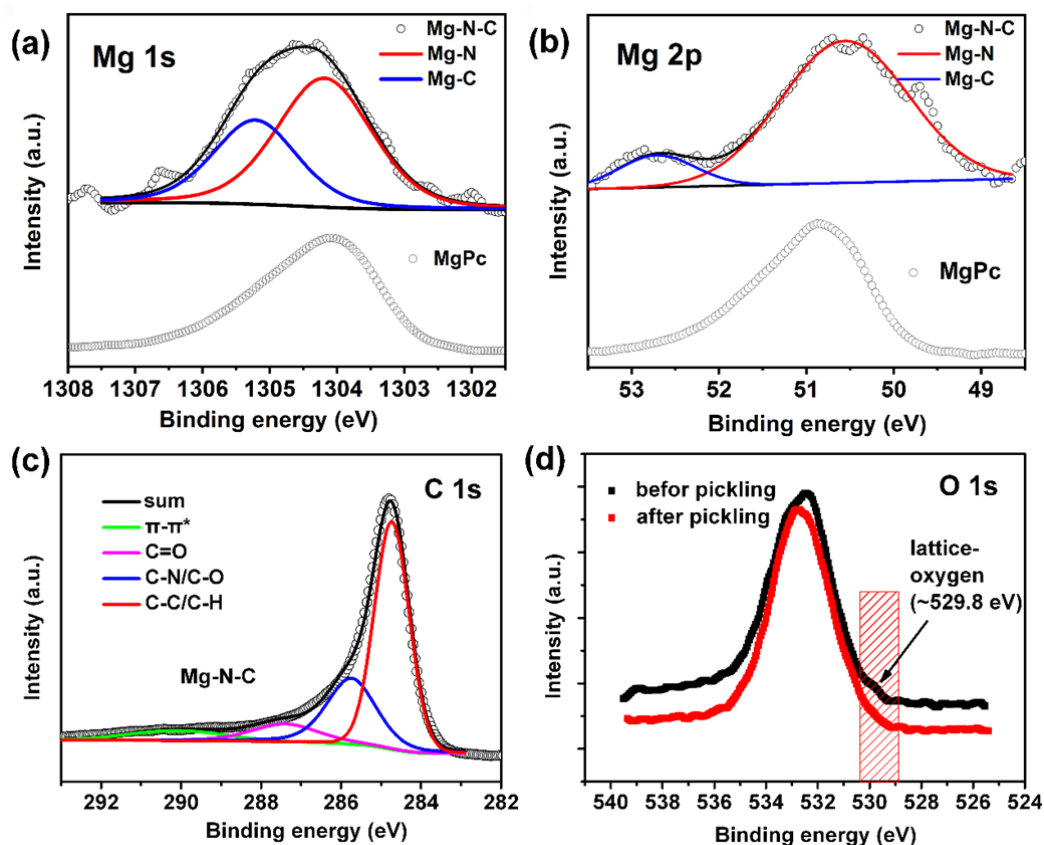 (a)
Mg 1s
Mg-N-C
Mg-N
Mg-C
MgPc
Intensity (a.u.)
1308 1307 1306 1305 1304 1303 1302
Binding energy (eV)
(b)
Mg 2p
Mg-N-C
Mg-N
Mg-C
MgPc
Intensity (a.u.)
53 52 51 50 49
Binding energy (eV)
(c)
C 1s
sum
π-π*
C=O
C-N/C-O
C-C/C-H
Mg-N-C
Intensity (a.u.)
292 290 288 286 284 282
Binding energy (eV)
(d)
O 1s
befor pickling
after pickling
lattice-
oxygen
(~529.8 eV)
Intensity (a.u.)
540 538 536 534 532 530 528 526 524
Binding energy (eV)